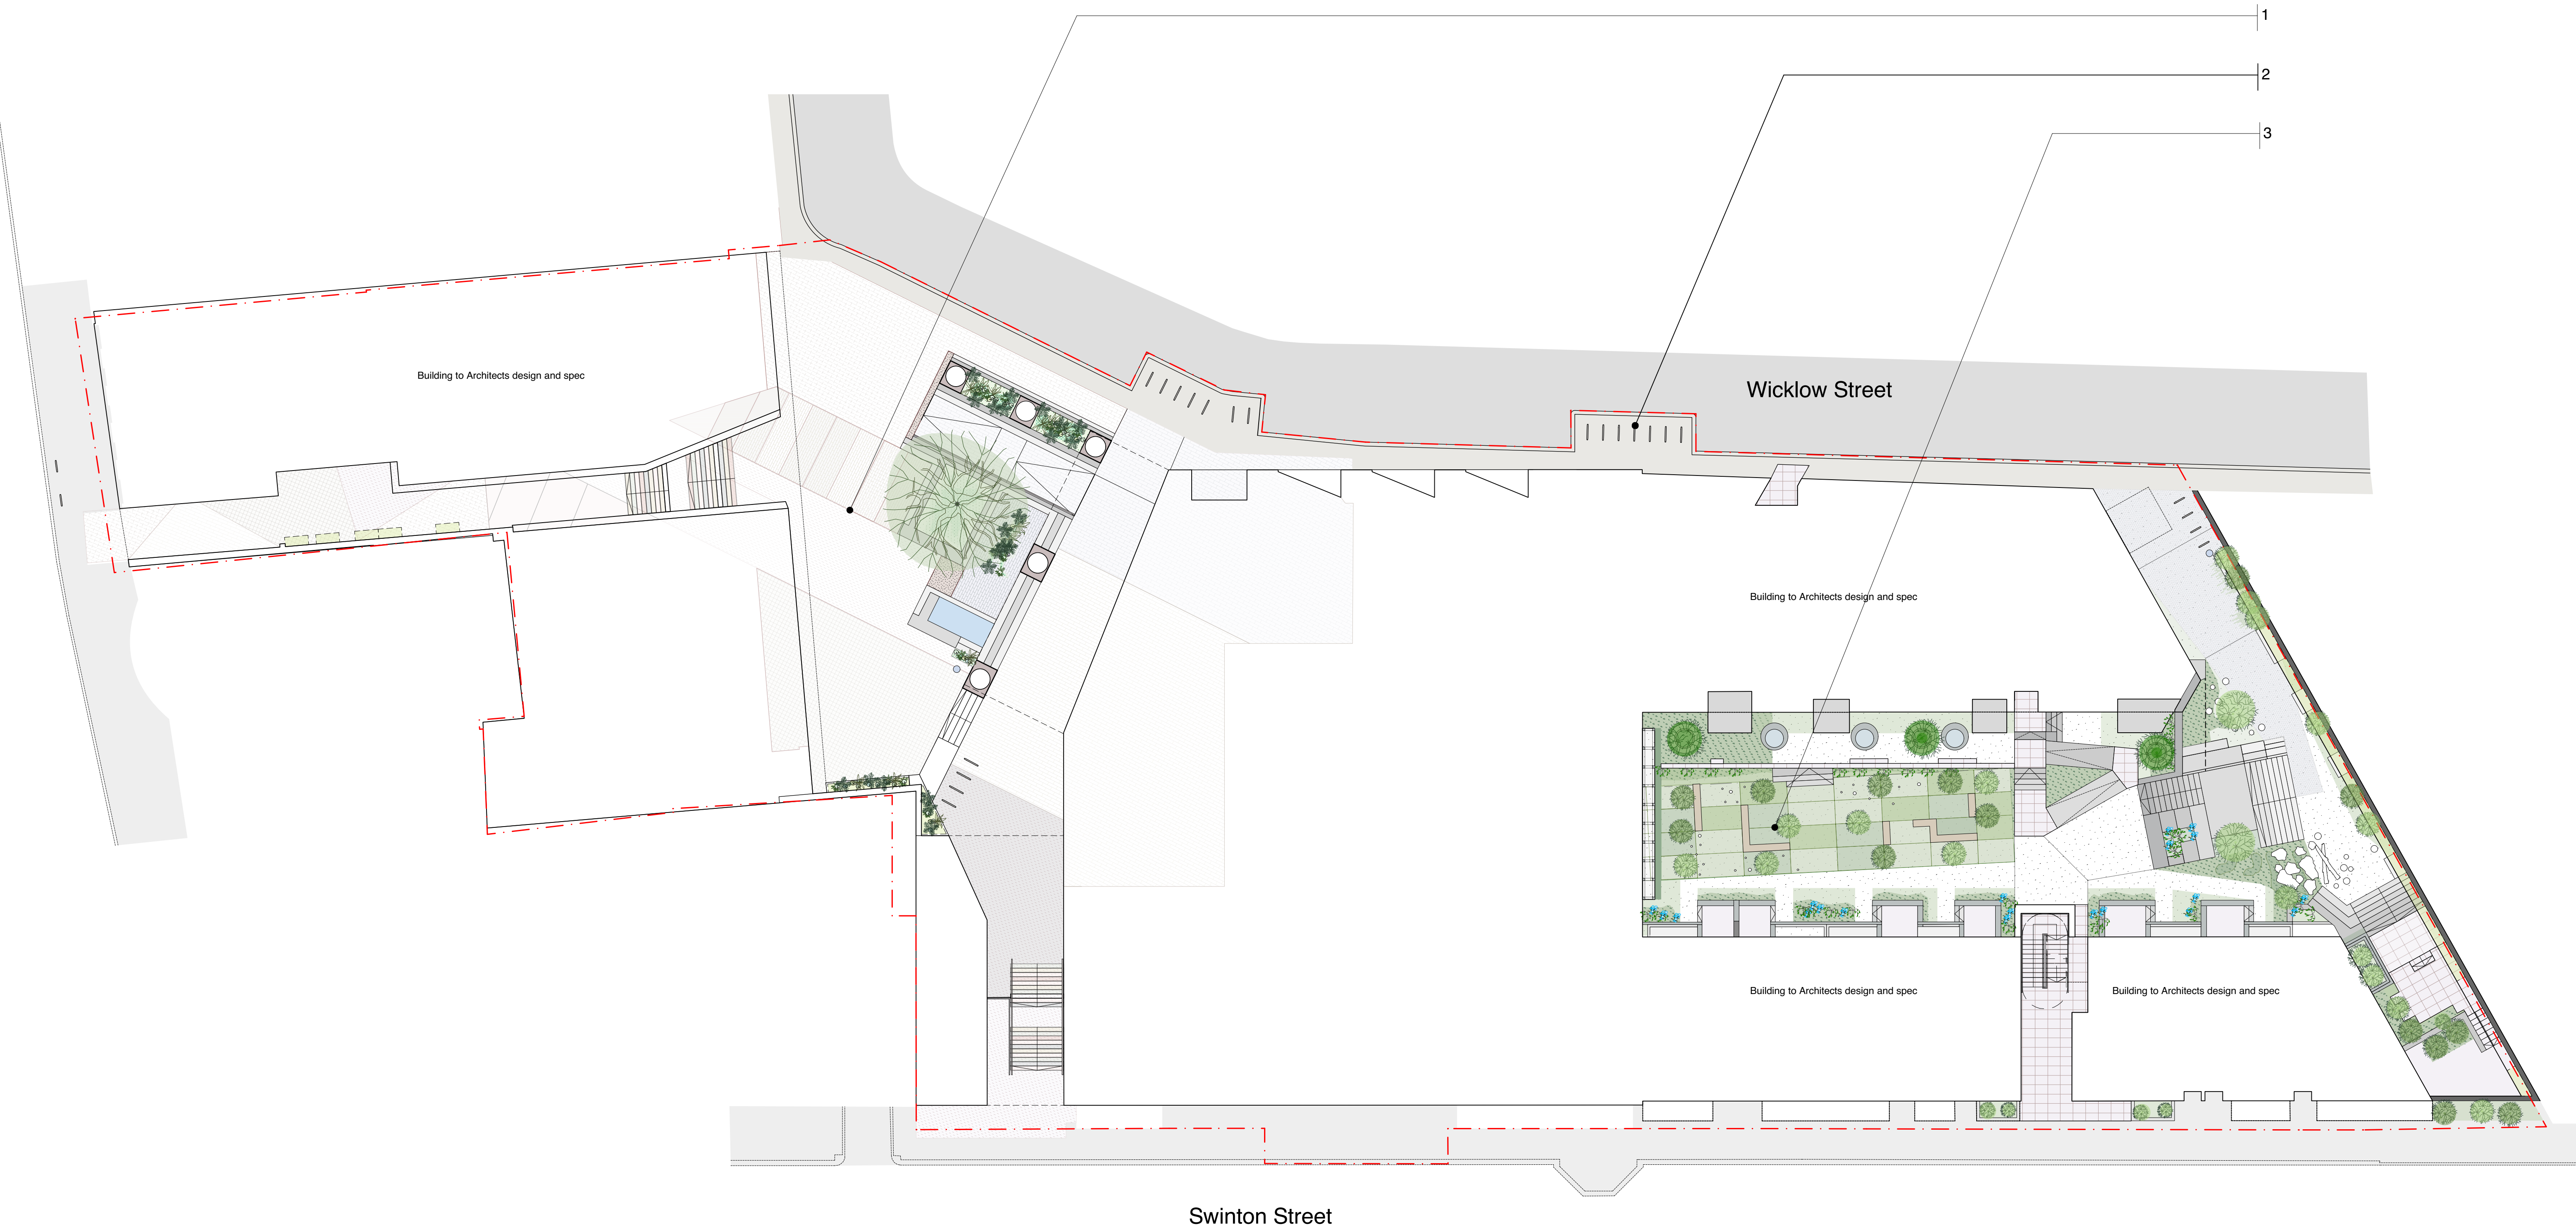 1
2
3
Building to Architects design and spec
Wicklow Street
Building to Architects design and spec
Building to Architects design and spec
Building to Architects design and spec
Swinton Street